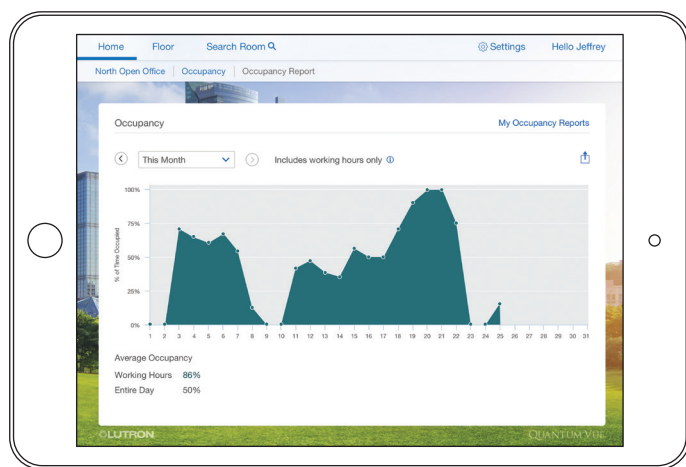 Home Floor Search Room Settings Hello Jeffrey
North Open Office | Occupancy | Occupancy Report
Occupancy My Occupancy Reports
This Month Includes working hours only
100%
75%
50%
25%
0%
% of Time Occupied
1 2 3 4 5 6 7 8 9 10 11 12 13 14 15 16 17 18 19 20 21 22 23 24 25 26 27 28 29 30 31
Average Occupancy
Working Hours 86%
Entire Day 50%
LUTRON QUANTUM VUE